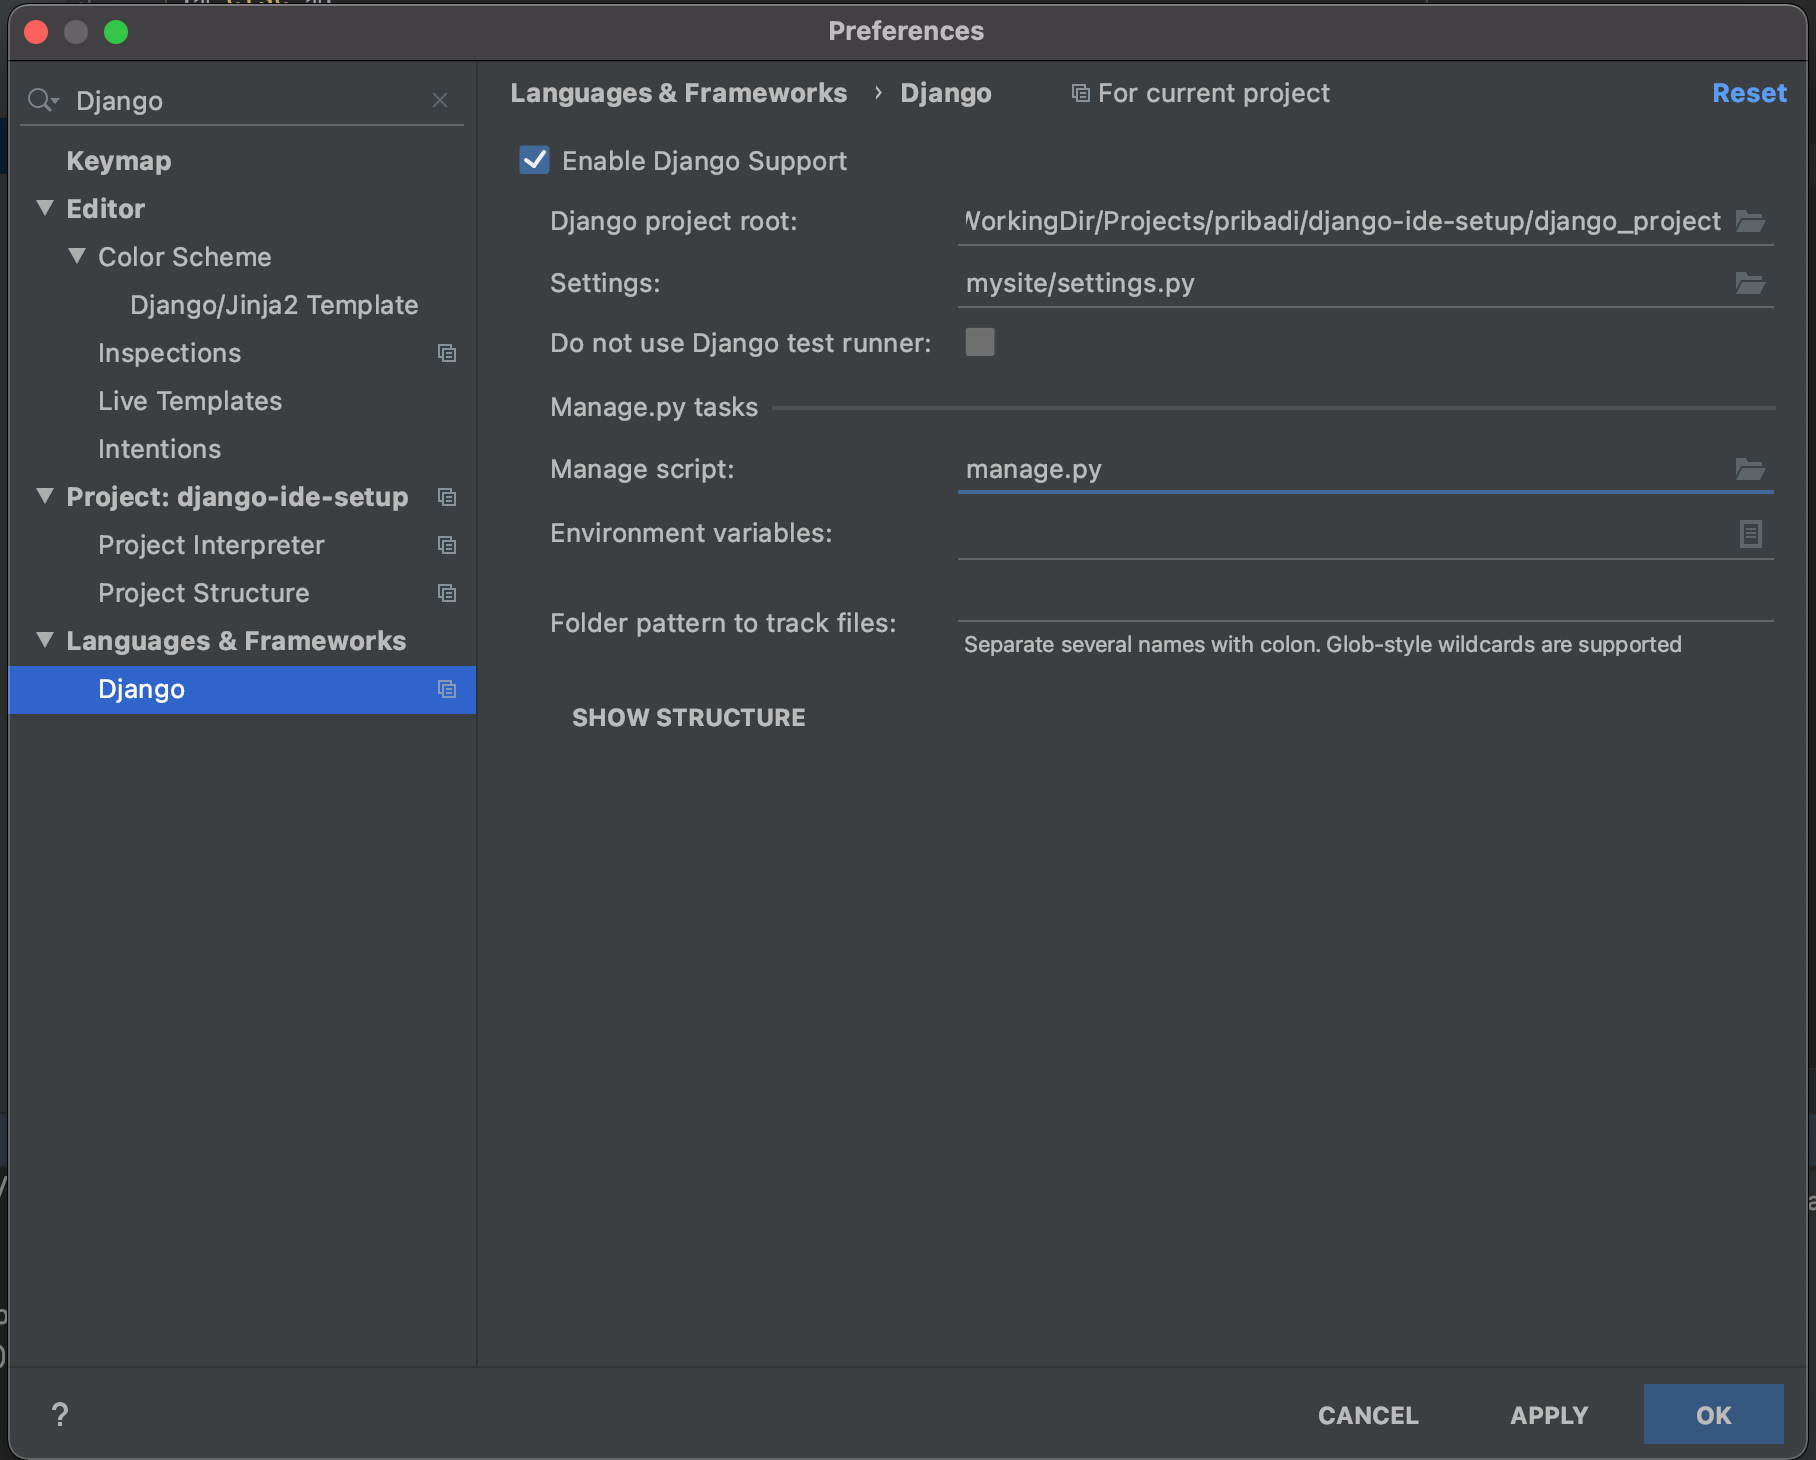 Preferences
Django
Keymap
Editor
Color Scheme
Django/Jinja2 Template
Inspections
Live Templates
Intentions
Project: django-ide-setup
Project Interpreter
Project Structure
Languages & Frameworks
Django
Languages & Frameworks › Django For current project Reset
Enable Django Support
Django project root: WorkingDir/Projects/pribadi/django-ide-setup/django_project
Settings: mysite/settings.py
Do not use Django test runner:
Manage.py tasks
Manage script: manage.py
Environment variables:
Folder pattern to track files:
Separate several names with colon. Glob-style wildcards are supported
SHOW STRUCTURE
? CANCEL APPLY OK